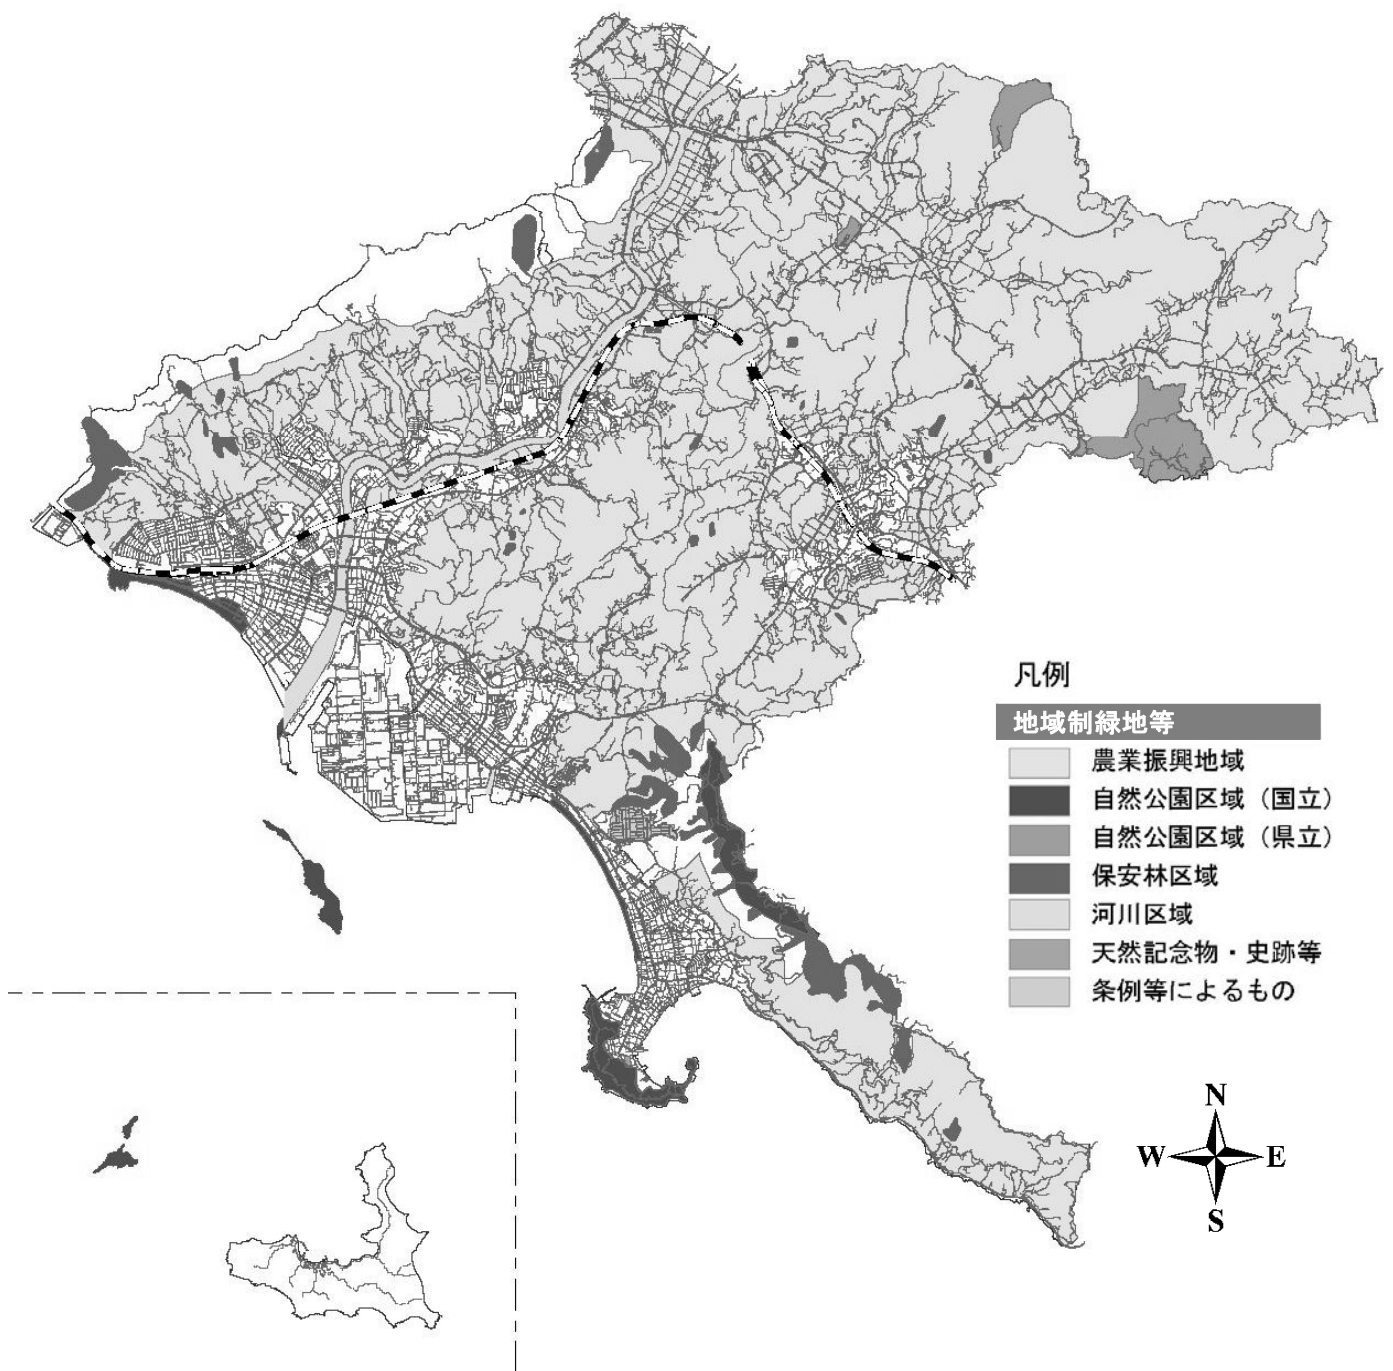 凡例
地域制緑地等
農業振興地域
自然公園区域（国立）
自然公園区域（県立）
保安林区域
河川区域
天然記念物・史跡等
条例等によるもの
N
W E
S